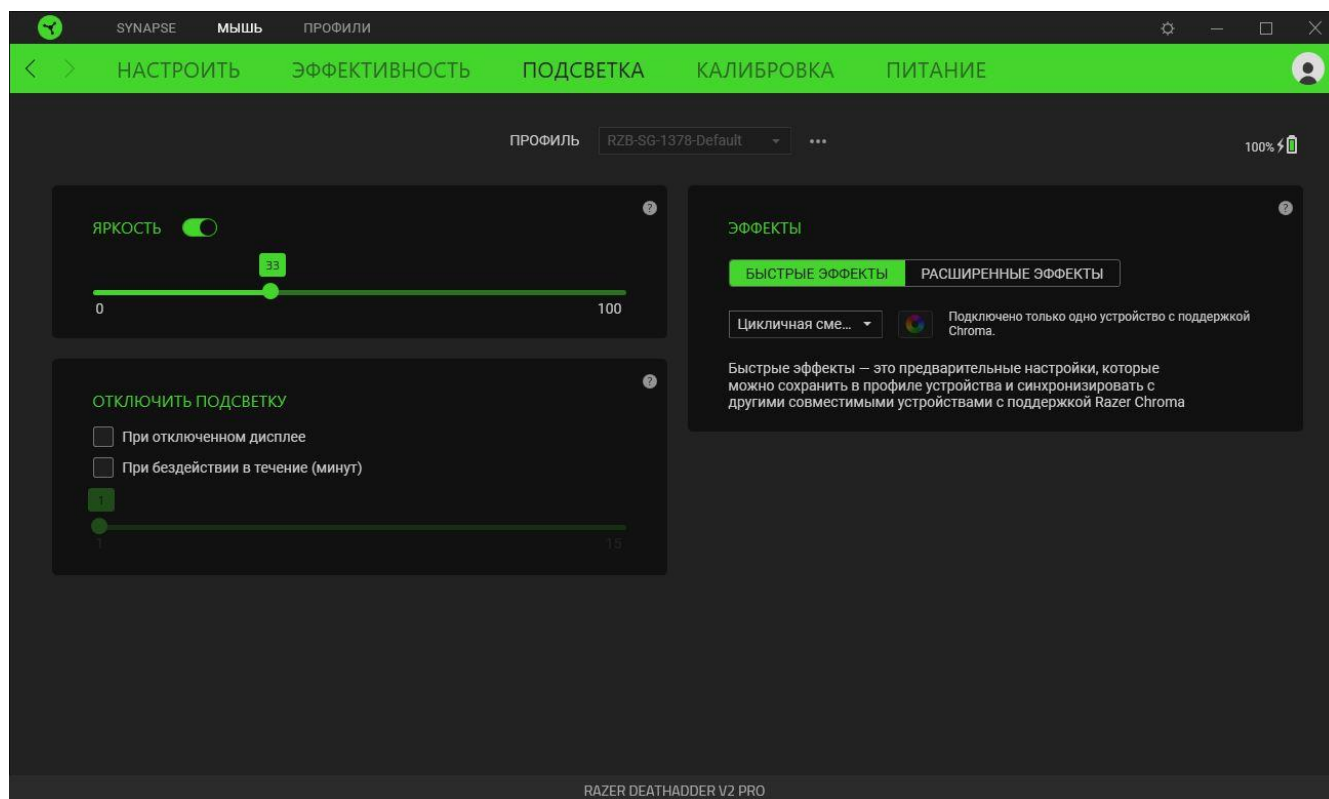 SYNAPSE МЫШЬ ПРОФИЛИ
НАСТРОИТЬ ЭФФЕКТИВНОСТЬ ПОДСВЕТКА КАЛИБРОВКА ПИТАНИЕ
ПРОФИЛЬ RZB-SG-1378-Default
100%
ЯРКОСТЬ
33
0 100
ОТКЛЮЧИТЬ ПОДСВЕТКУ
При отключенном дисплее
При бездействии в течение (минут)
1
1 15
ЭФФЕКТЫ
БЫСТРЫЕ ЭФФЕКТЫ РАСШИРЕННЫЕ ЭФФЕКТЫ
Цикличная сме...
Подключено только одно устройство с поддержкой
Chroma.
Быстрые эффекты — это предварительные настройки, которые
можно сохранить в профиле устройства и синхронизировать с
другими совместимыми устройствами с поддержкой Razer Chroma
RAZER DEATHADDER V2 PRO